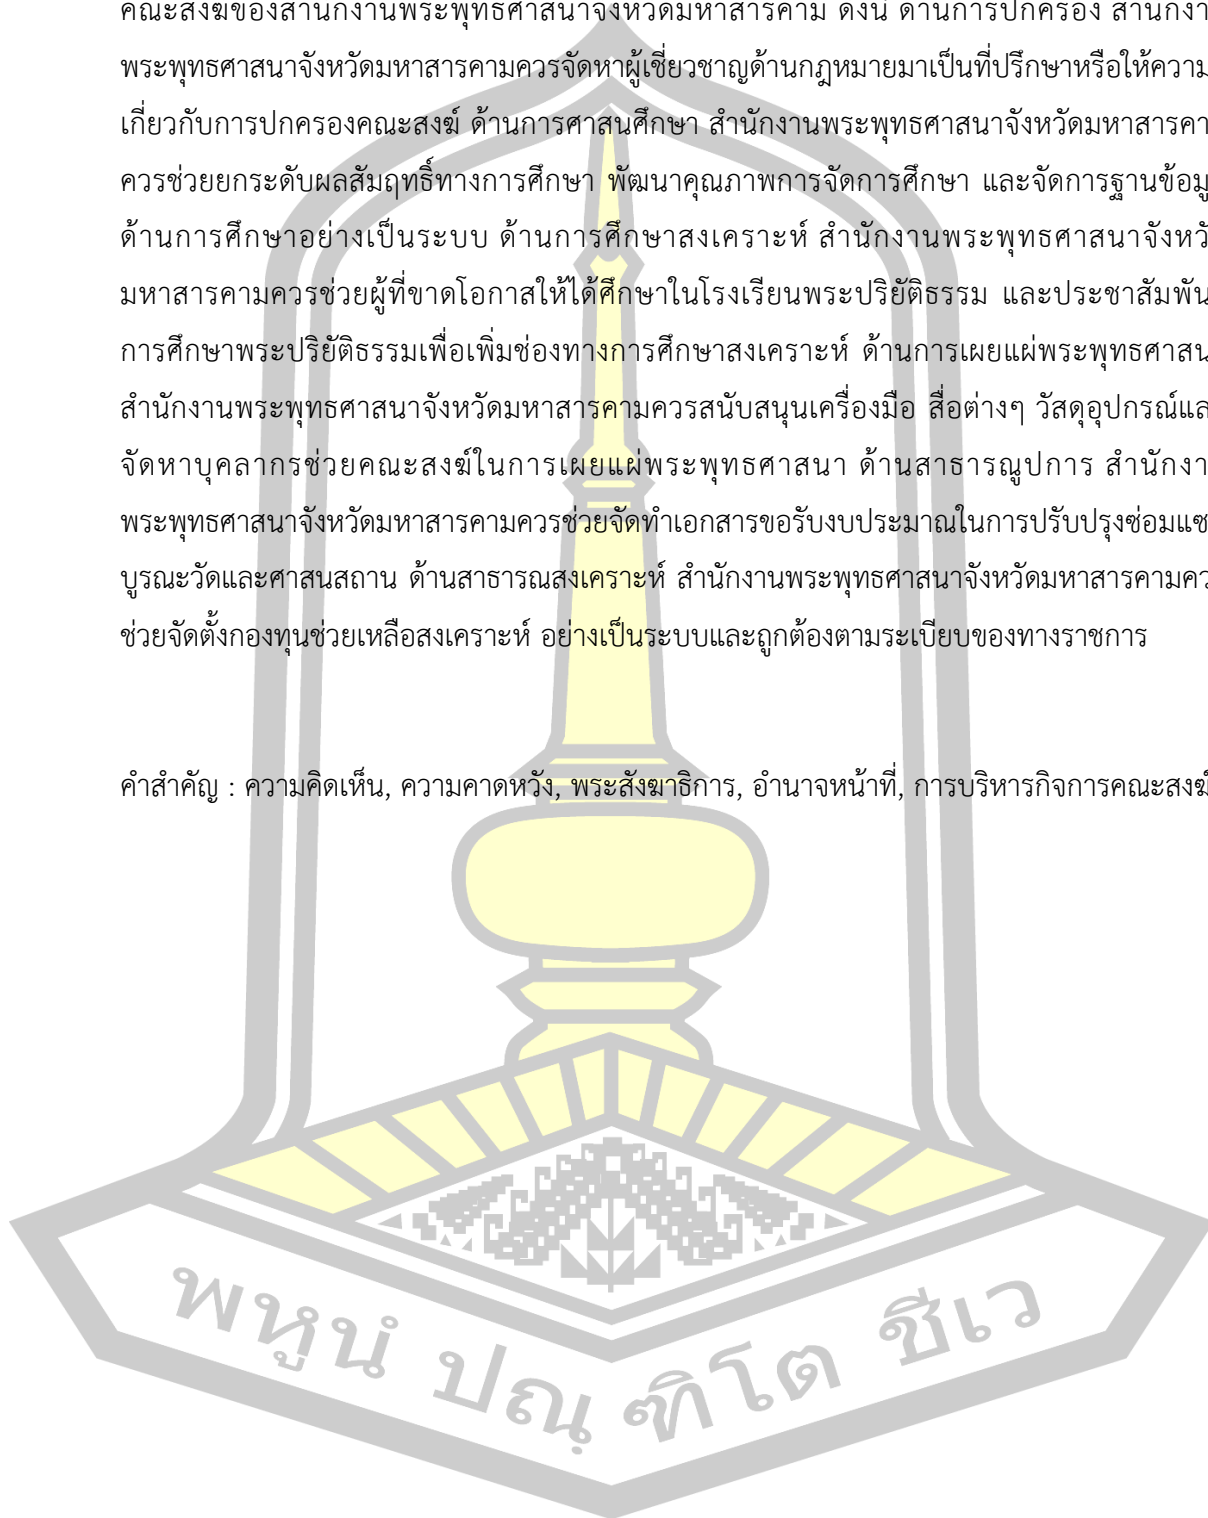 คณะสงฆ์ของสำนักงานพระพุทธศาสนาจังหวัดมหาสารคาม ดังนี้ ด้านการปกครอง สำนักงา
พระพุทธศาสนาจังหวัดมหาสารคามควรจัดหาผู้เชี่ยวชาญด้านกฎหมายมาเป็นที่ปรึกษาหรือให้ความ
เกี่ยวกับการปกครองคณะสงฆ์ ด้านการศาสนศึกษา สำนักงานพระพุทธศาสนาจังหวัดมหาสารคา
ควรช่วยยกระดับผลสัมฤทธิ์ทางการศึกษา พัฒนาคุณภาพการจัดการศึกษา และจัดการฐานข้อมู
ด้านการศึกษาอย่างเป็นระบบ ด้านการศึกษาสงเคราะห์ สำนักงานพระพุทธศาสนาจังหวั
มหาสารคามควรช่วยผู้ที่ขาดโอกาสให้ได้ศึกษาในโรงเรียนพระปริยัติธรรม และประชาสัมพัน
การศึกษาพระปริยัติธรรมเพื่อเพิ่มช่องทางการศึกษาสงเคราะห์ ด้านการเผยแผ่พระพุทธศาสน
สำนักงานพระพุทธศาสนาจังหวัดมหาสารคามควรสนับสนุนเครื่องมือ สื่อต่างๆ วัสดุอุปกรณ์แล
จัดหาบุคลากรช่วยคณะสงฆ์ในการเผยแผ่พระพุทธศาสนา ด้านสาธารณูปการ สำนักงา
พระพุทธศาสนาจังหวัดมหาสารคามควรช่วยจัดทำเอกสารขอรับงบประมาณในการปรับปรุงซ่อมแซ
บูรณะวัดและศาสนสถาน ด้านสาธารณสงเคราะห์ สำนักงานพระพุทธศาสนาจังหวัดมหาสารคามคว
ช่วยจัดตั้งกองทุนช่วยเหลือสงเคราะห์ อย่างเป็นระบบและถูกต้องตามระเบียบของทางราชการ
คำสำคัญ : ความคิดเห็น, ความคาดหวัง, พระสังฆาธิการ, อำนาจหน้าที่, การบริหารกิจการคณะสงฆ์
พหูนํ ปณฺฑิโต ชีเว